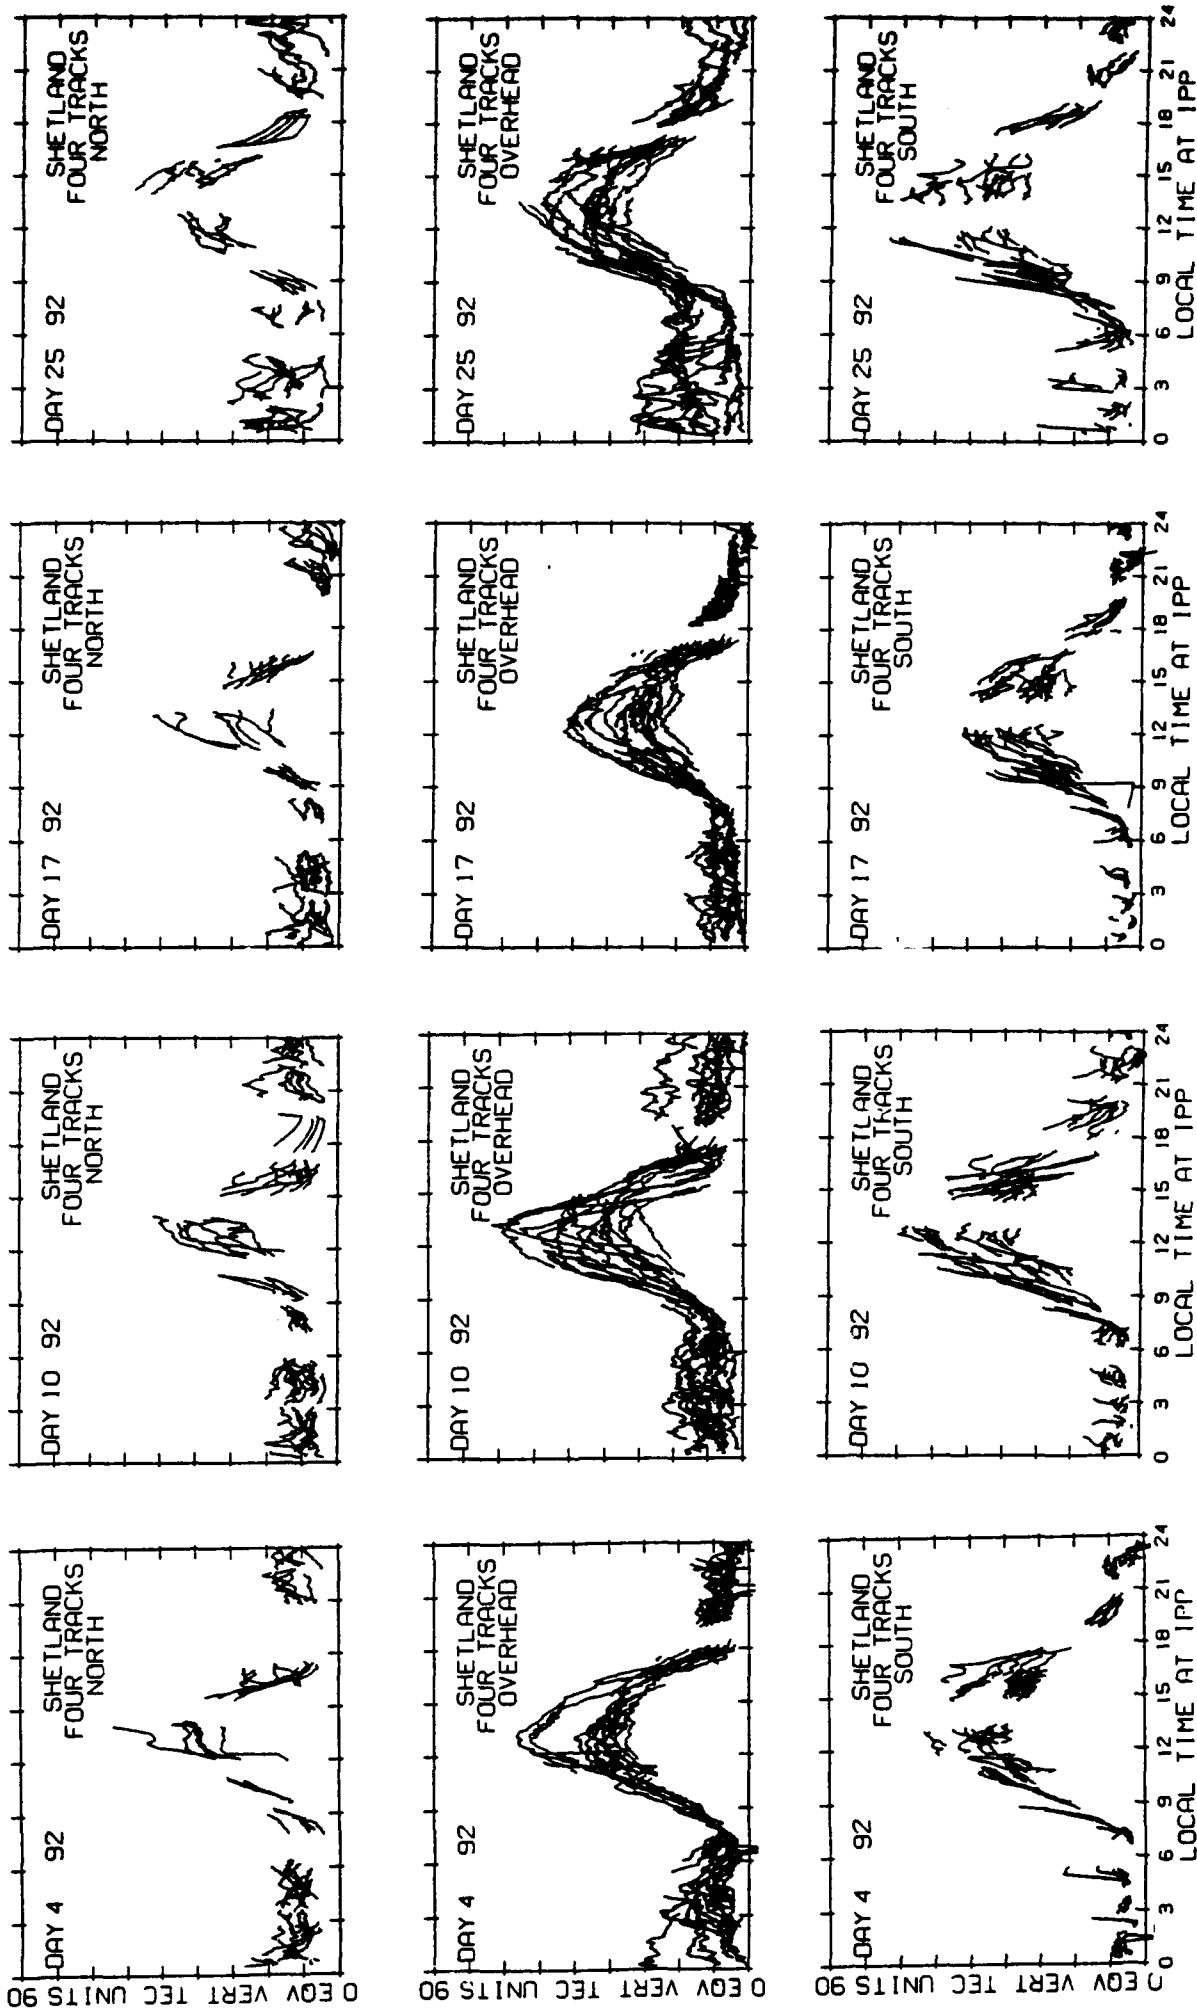 0 EQV VERT TEC UNITS 90
DAY 4 92
SHETLAND
FOUR TRACKS
NORTH
DAY 10 92
SHETLAND
FOUR TRACKS
NORTH
DAY 17 92
SHETLAND
FOUR TRACKS
NORTH
DAY 25 92
SHETLAND
FOUR TRACKS
NORTH
0 EQV VERT TEC UNITS 90
DAY 4 92
SHETLAND
FOUR TRACKS
OVERHEAD
DAY 10 92
SHETLAND
FOUR TRACKS
OVERHEAD
DAY 17 92
SHETLAND
FOUR TRACKS
OVERHEAD
DAY 25 92
SHETLAND
FOUR TRACKS
OVERHEAD
0 EQV VERT TEC UNITS 90
DAY 4 92
SHETLAND
FOUR TRACKS
SOUTH
0 3 6 9 12 15 18 21 24
LOCAL TIME AT IPP
DAY 10 92
SHETLAND
FOUR TRACKS
SOUTH
0 3 6 9 12 15 18 21 24
LOCAL TIME AT IPP
DAY 17 92
SHETLAND
FOUR TRACKS
SOUTH
0 3 6 9 12 15 18 21 24
LOCAL TIME AT IPP
DAY 25 92
SHETLAND
FOUR TRACKS
SOUTH
0 3 6 9 12 15 18 21 24
LOCAL TIME AT IPP